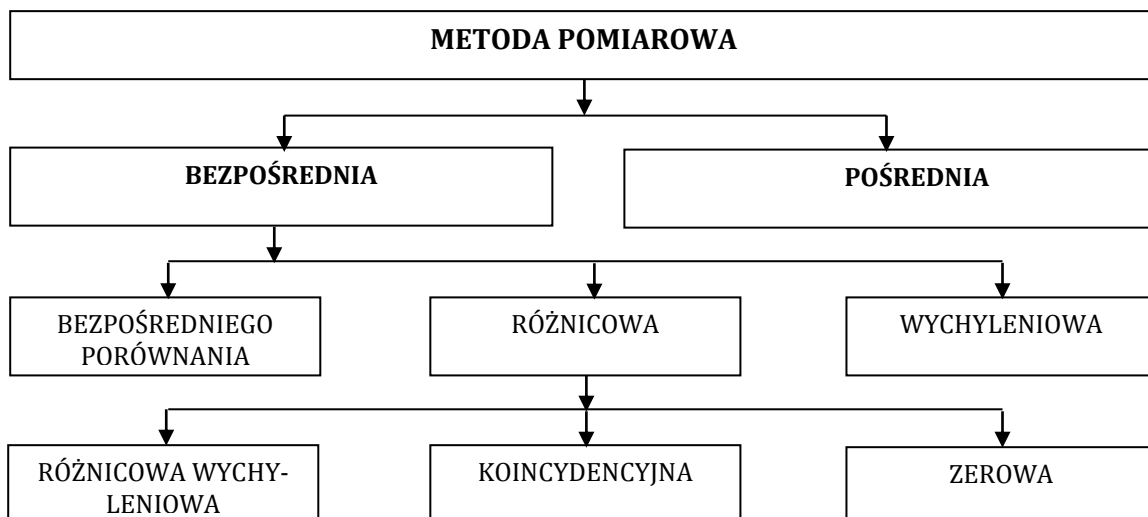 METODA POMIAROWA
BEZPOŚREDNIA
POŚREDNIA
BEZPOŚREDNIEGO
PORÓWNANIA
RÓŻNICOWA
WYCHYLENIOWA
RÓŻNICOWA WYCHY-
LENIOWA
KOINCYDENCYJNA
ZEROWA